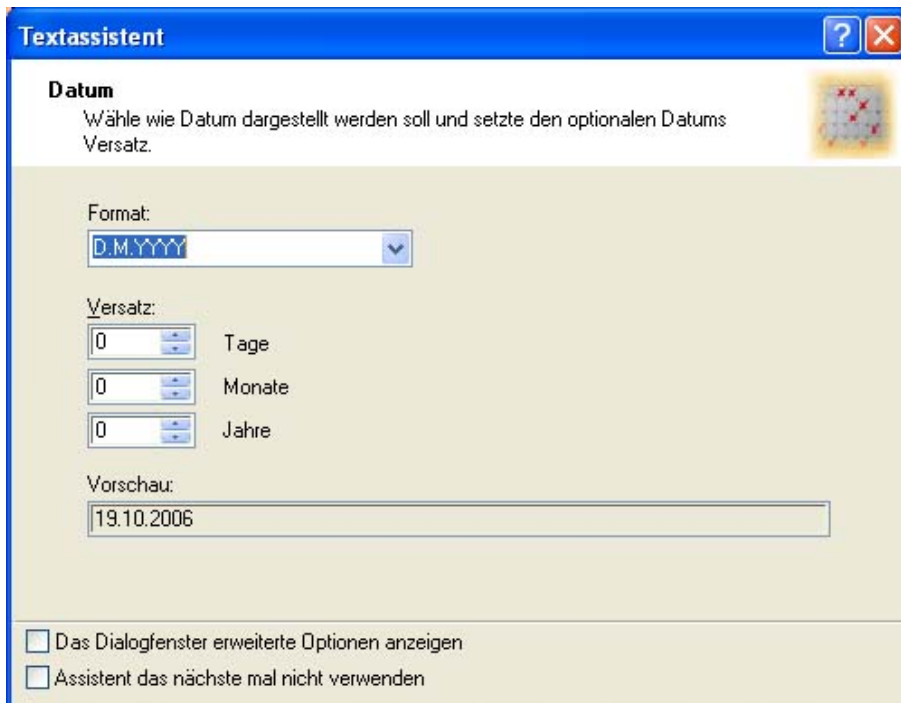 Textassistent
Datum
Wähle wie Datum dargestellt werden soll und setzte den optionalen Datums
Versatz.
Format:
D.M.YYYY
Versatz:
0 Tage
0 Monate
0 Jahre
Vorschau:
19.10.2006
Das Dialogfenster erweiterte Optionen anzeigen
Assistent das nächste mal nicht verwenden